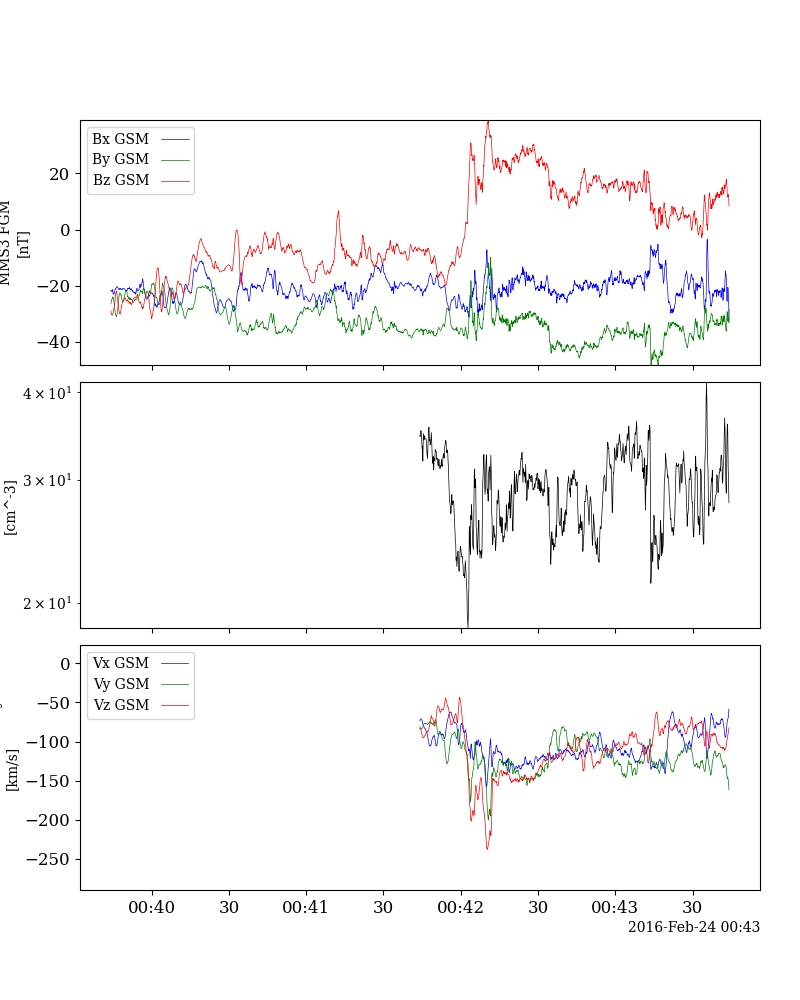 Bx GSM
By GSM
Bz GSM
20
0
−20
−40
MMS3 FGM
[nT]
4 × 10¹
3 × 10¹
2 × 10¹
[cm^-3]
Vx GSM
Vy GSM
Vz GSM
0
−50
−100
−150
−200
−250
[km/s]
00:40 30 00:41 30 00:42 30 00:43 30
2016-Feb-24 00:43